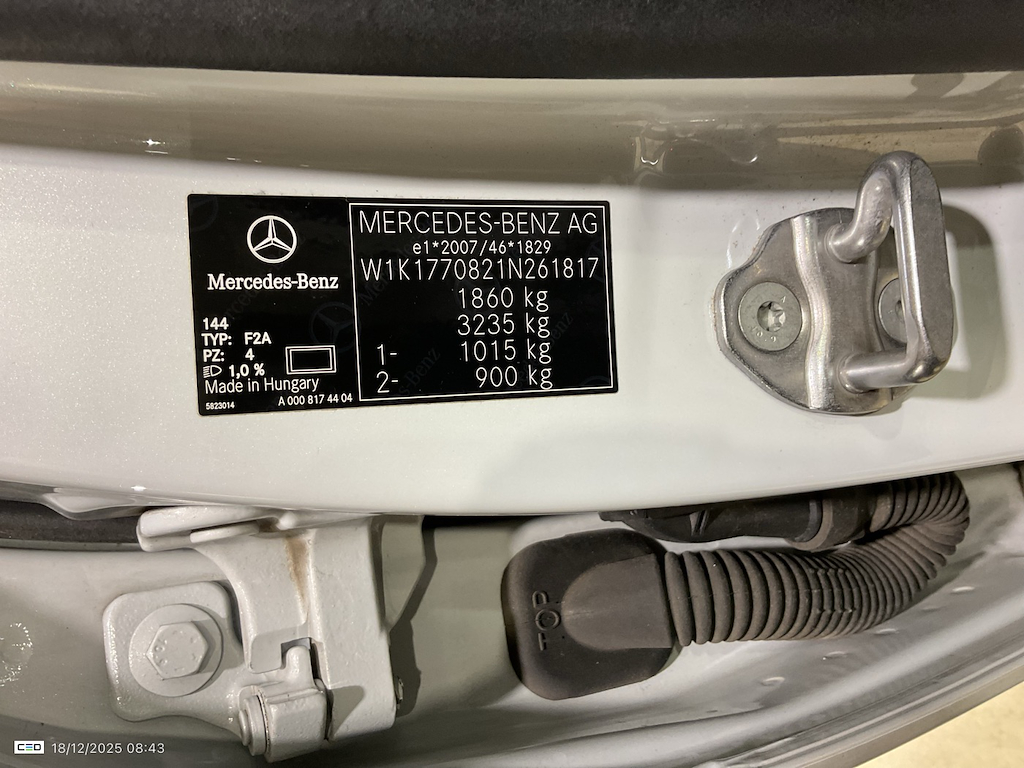 Mercedes-Benz
144
TYP: F2A
PZ: 4
1,0 %
Made in Hungary
5823014 A 000 817 44 04
MERCEDES-BENZ AG
e1*2007/46*1829
W1K1770821N261817
1860 kg
3235 kg
1- 1015 kg
2- 900 kg
TOP
CEO 18/12/2025 08:43